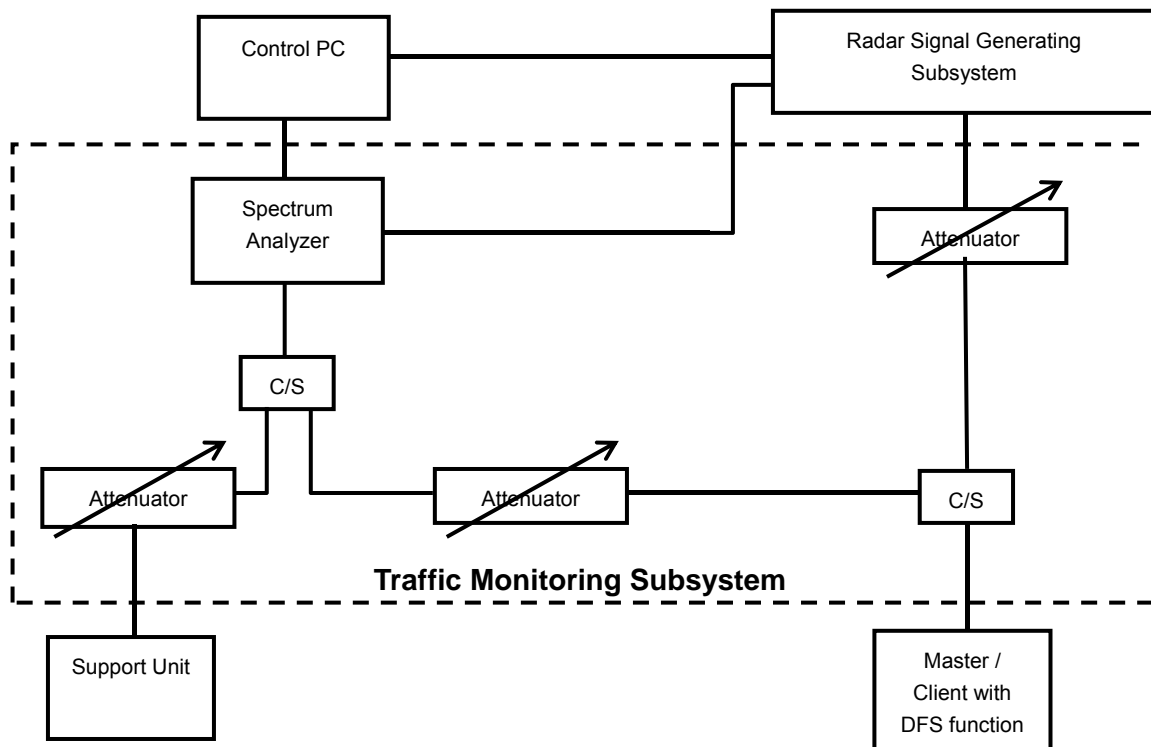 Control PC
Radar Signal Generating
Subsystem
Spectrum
Analyzer
Attenuator
C/S
Attenuator
Attenuator
C/S
Traffic Monitoring Subsystem
Support Unit
Master /
Client with
DFS function